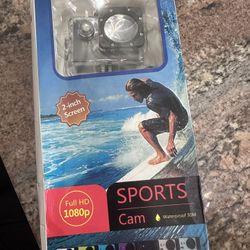 2-inch
Screen
Full HD
1080p
SPORTS
Cam
Waterproof 30M